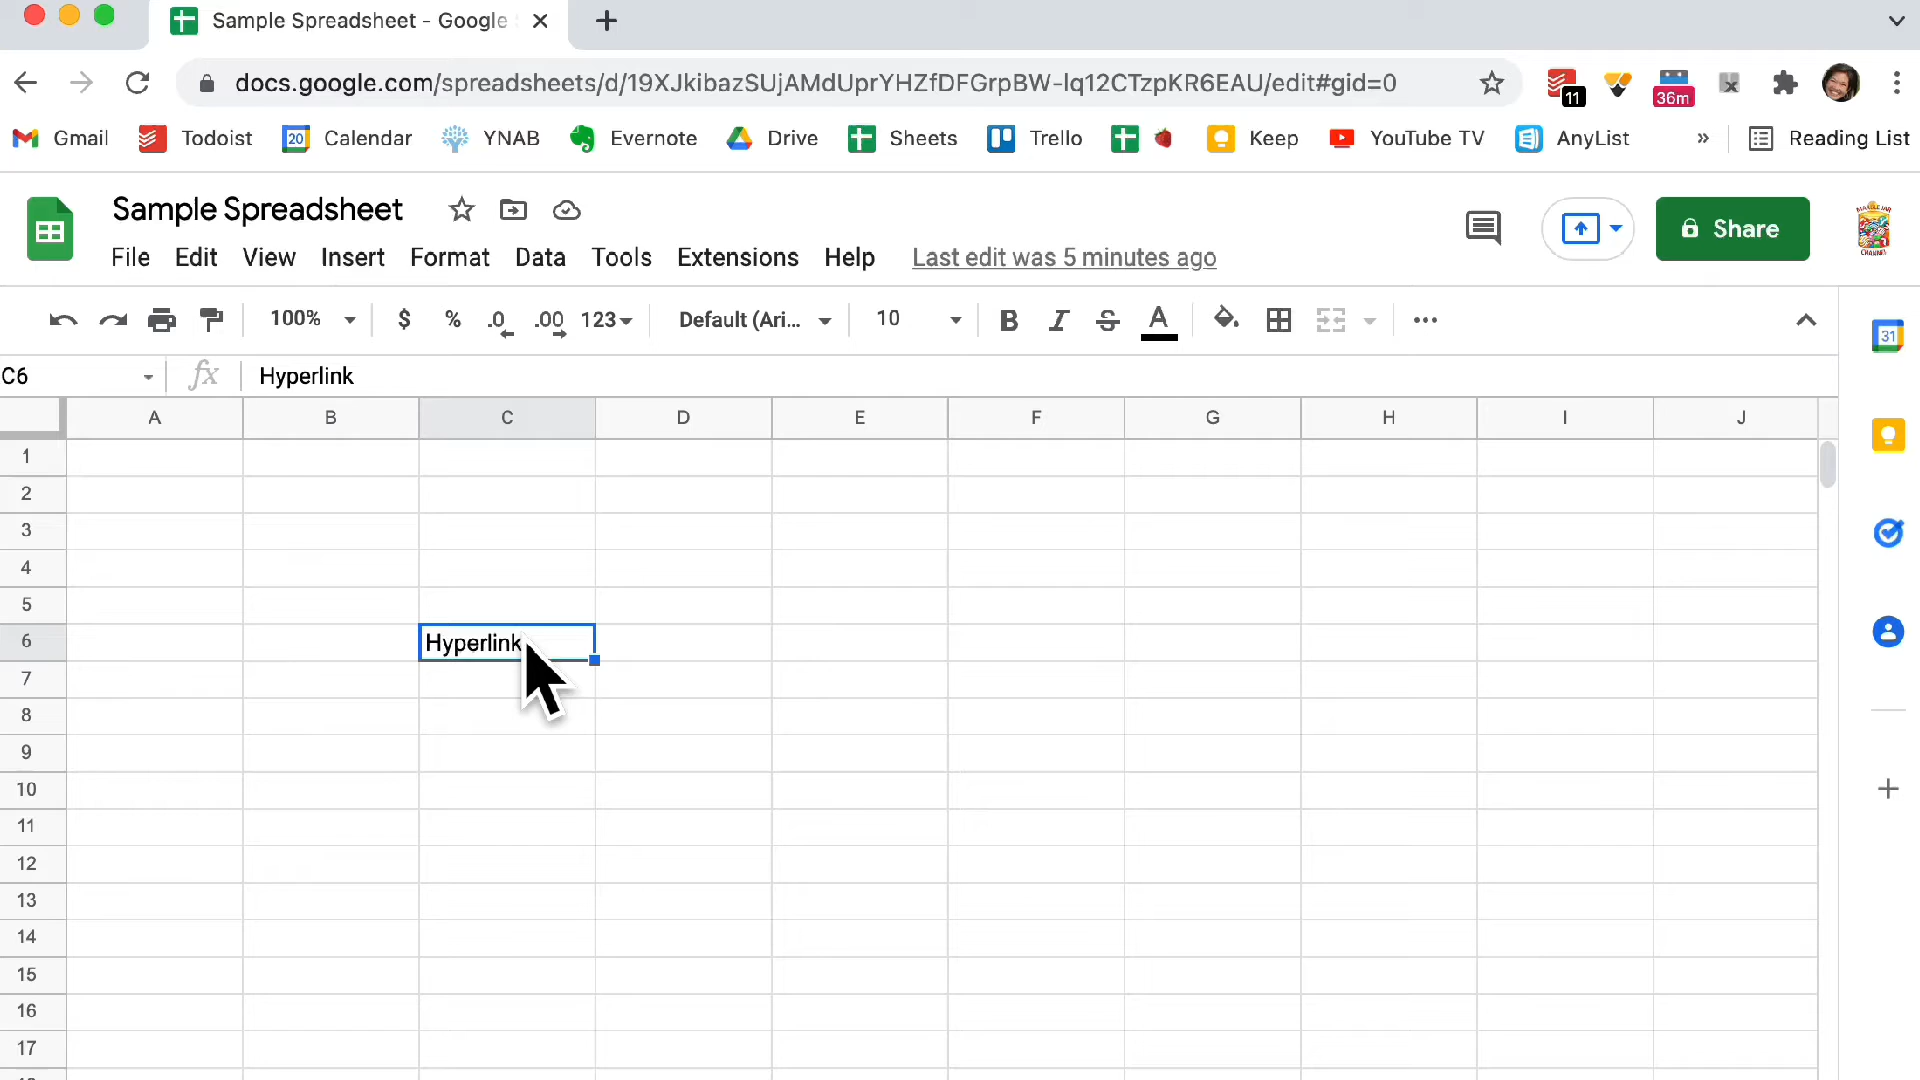 Sample Spreadsheet - Google
docs.google.com/spreadsheets/d/19XJkibazSUjAMdUprYHZfDFGrpBW-lq12CTzpKR6EAU/edit#gid=0
11
36m
Gmail Todoist 20 Calendar YNAB Evernote Drive Sheets Trello Keep YouTube TV AnyList » Reading List
Sample Spreadsheet
Share
File Edit View Insert Format Data Tools Extensions Help Last edit was 5 minutes ago
100% $ % .0 .00 123 Default (Ari... 10 B I S A
31
C6 fx Hyperlink
A B C D E F G H I J
1
2
3
4
5
6 Hyperlink
7
8
9
10
11
12
13
14
15
16
17